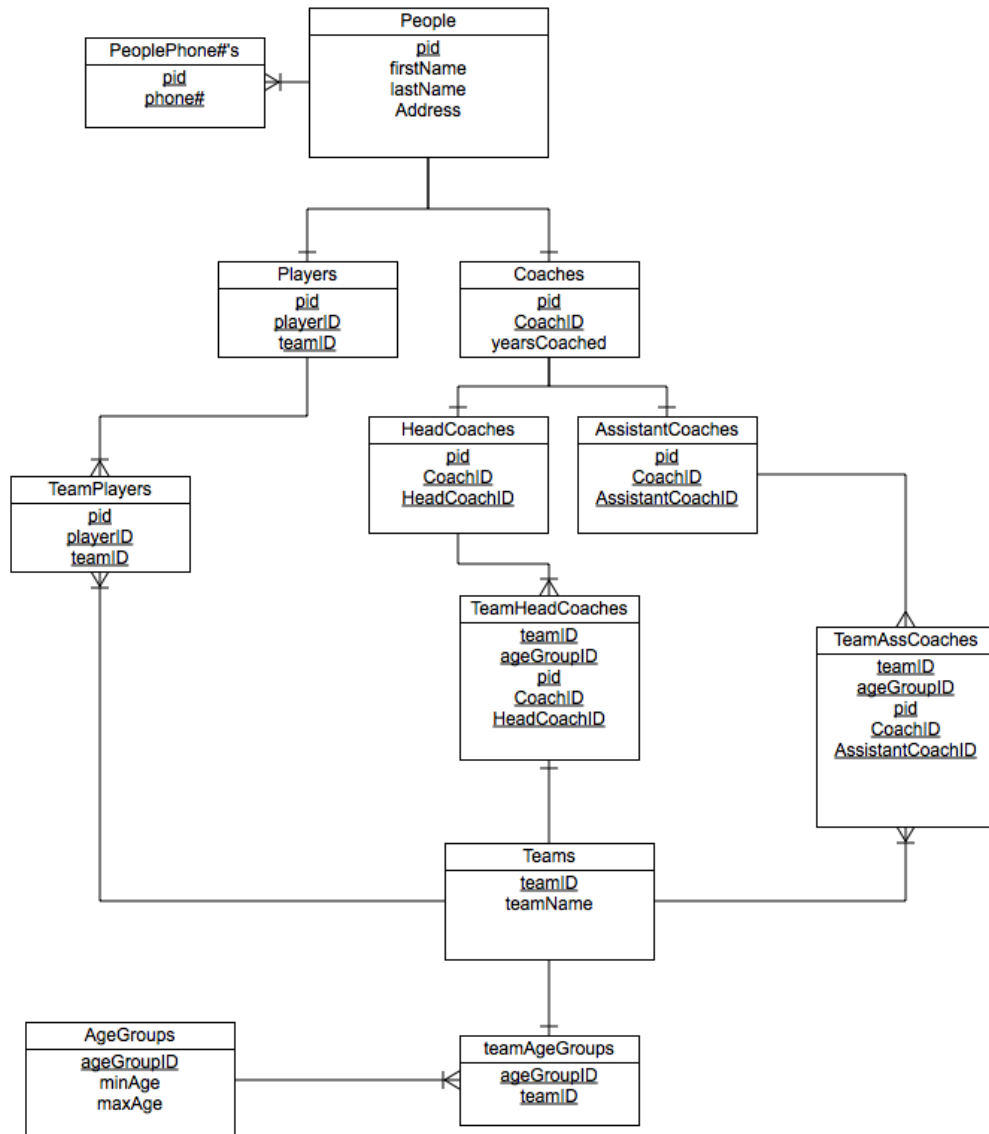 People
pid
firstName
lastName
Address
PeoplePhone#'s
pid
phone#
Players
pid
playerID
teamID
Coaches
pid
CoachID
yearsCoached
HeadCoaches
pid
CoachID
HeadCoachID
AssistantCoaches
pid
CoachID
AssistantCoachID
TeamPlayers
pid
playerID
teamID
TeamHeadCoaches
teamID
ageGroupID
pid
CoachID
HeadCoachID
TeamAssCoaches
teamID
ageGroupID
pid
CoachID
AssistantCoachID
Teams
teamID
teamName
AgeGroups
ageGroupID
minAge
maxAge
teamAgeGroups
ageGroupID
teamID